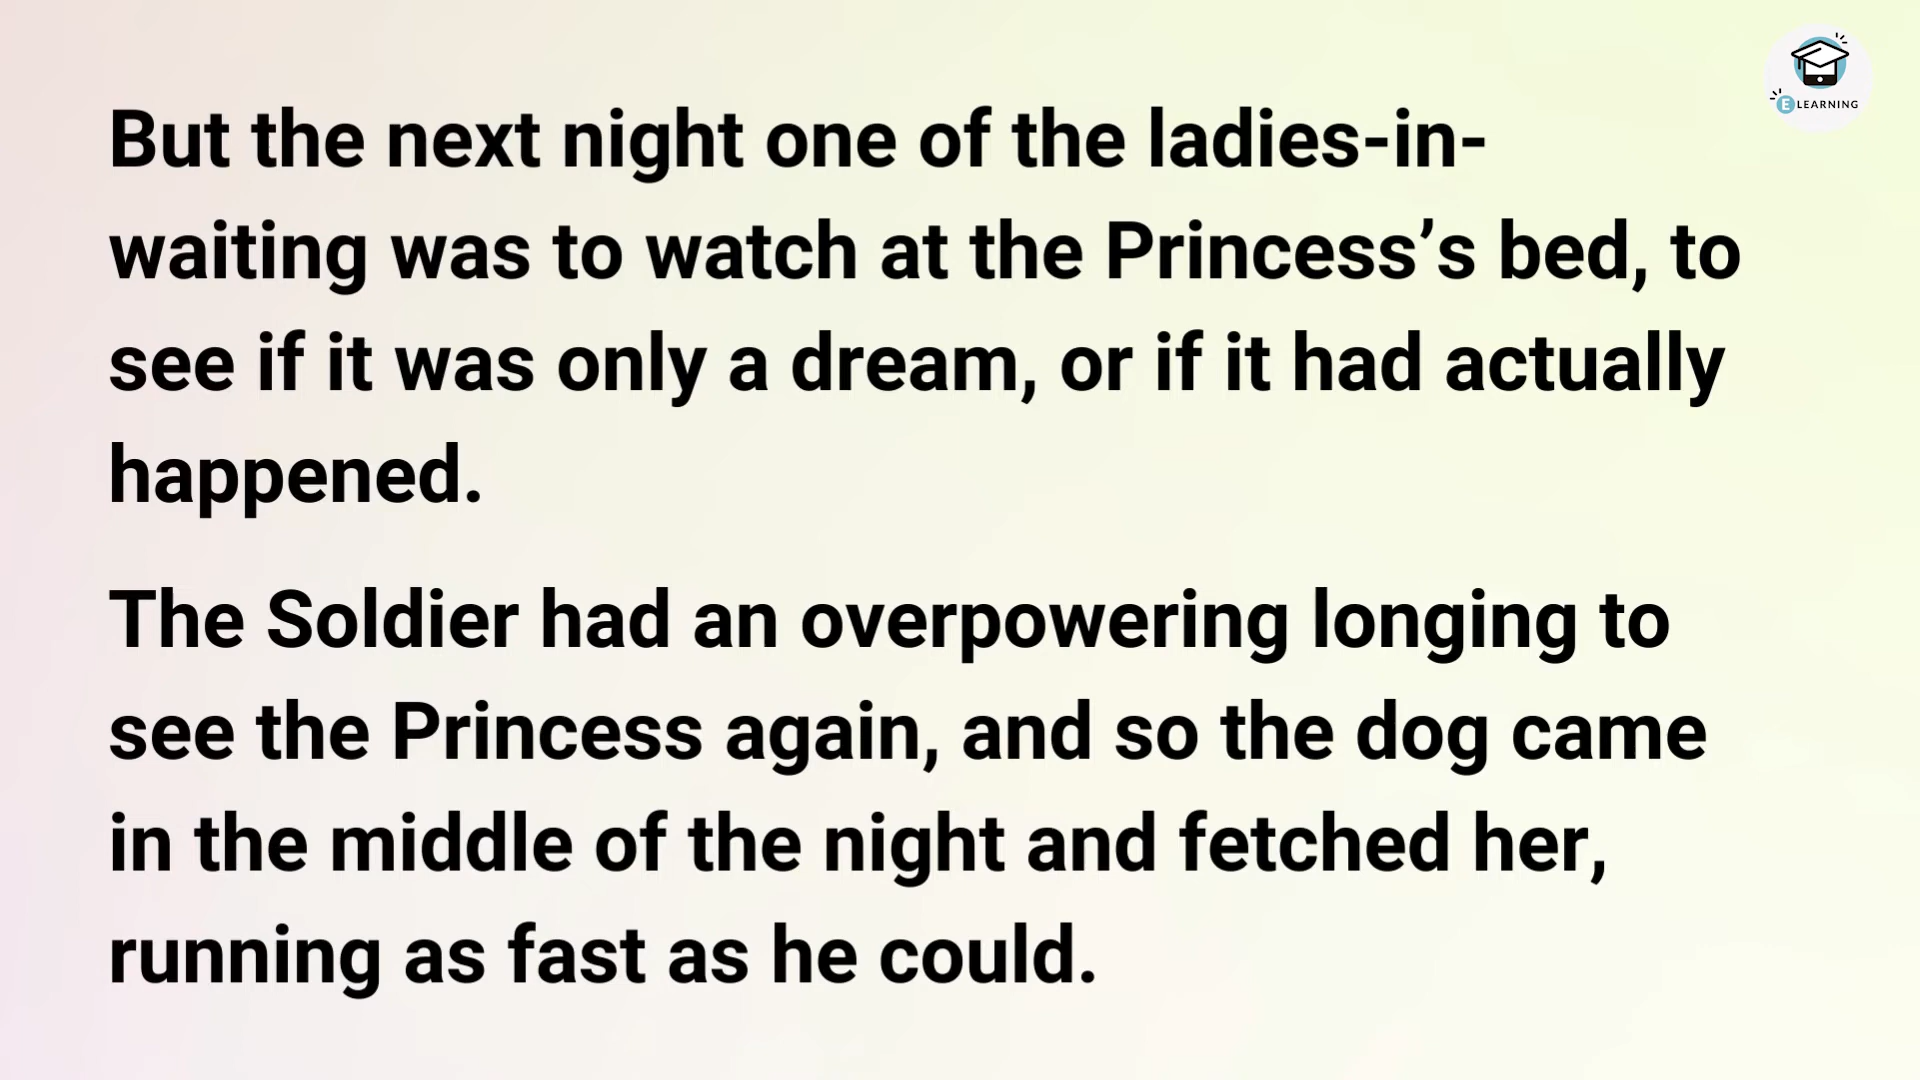 E LEARNING
But the next night one of the ladies-in-
waiting was to watch at the Princess’s bed, to
see if it was only a dream, or if it had actually
happened.
The Soldier had an overpowering longing to
see the Princess again, and so the dog came
in the middle of the night and fetched her,
running as fast as he could.